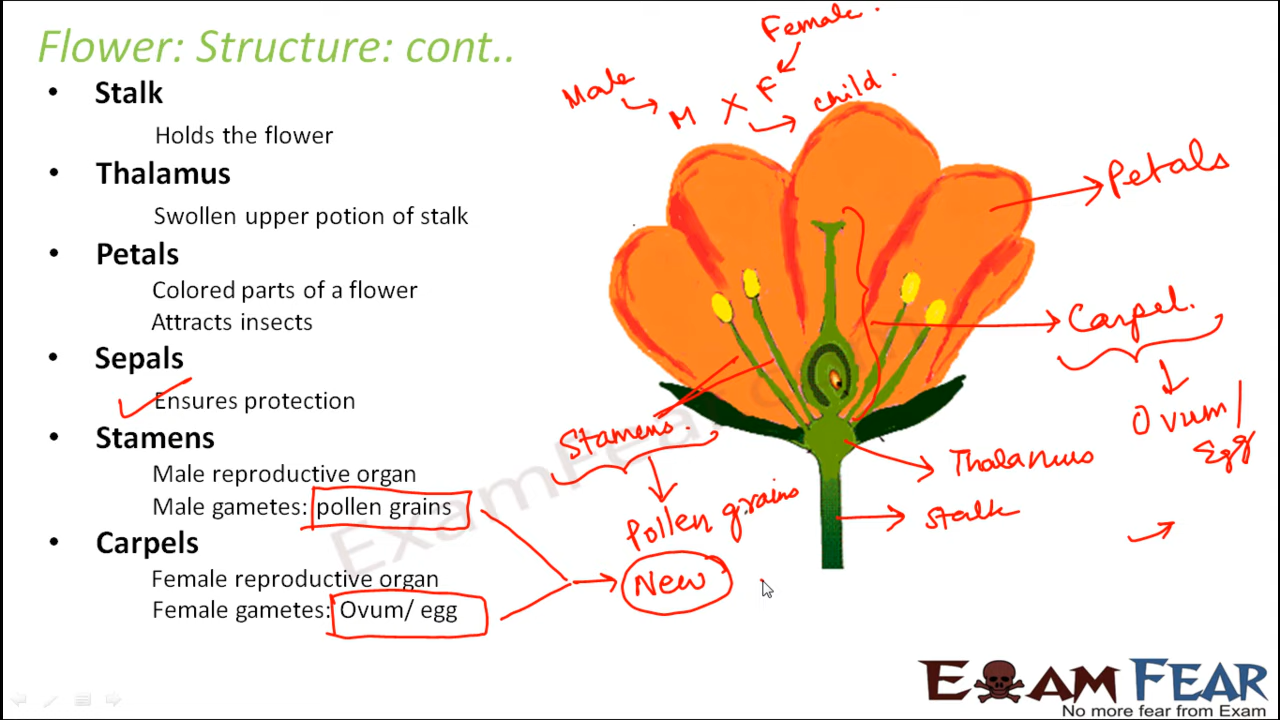 Flower: Structure: cont..
• Stalk
Holds the flower
• Thalamus
Swollen upper potion of stalk
• Petals
Colored parts of a flower
Attracts insects
• Sepals
Ensures protection
• Stamens
Male reproductive organ
Male gametes: pollen grains
• Carpels
Female reproductive organ
Female gametes: Ovum/ egg
Female.
Male
M X F
child.
Petals
Carpel.
Ovum/
Egg
Stamens.
Thalamus
Pollen grains
Stalk
New
ExamFear.c
EXAM FEAR
No more fear from Exam